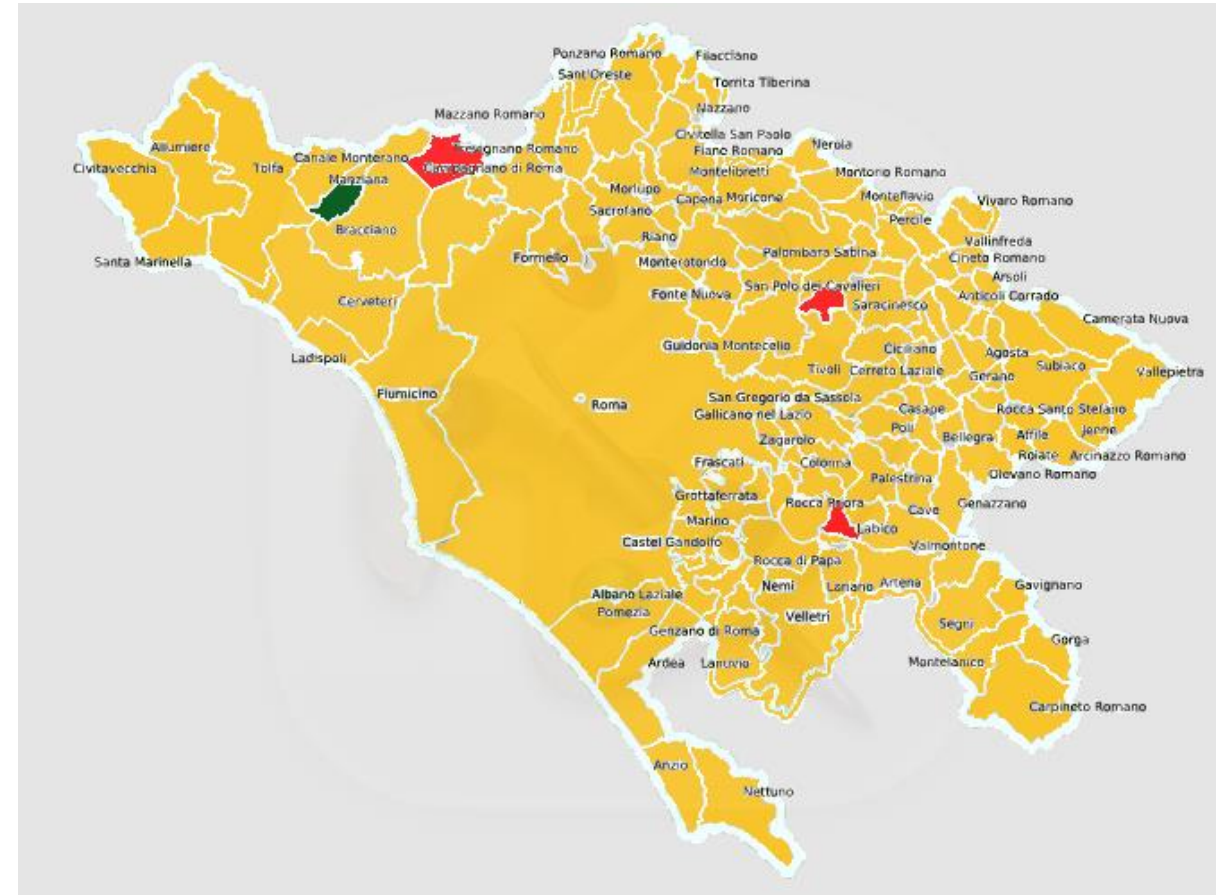 Ponzano Romano
Filacciano
Sant'Oreste
Torrita Tiberina
Nazzano
Mazzano Romano
Civitella San Paolo
Nerola
Allumiere
Fiano Romano
Canale Monterano
Civitavecchia
Tolfa
Campagnano di Roma
Montelibretti
Montorio Romano
Manziana
Morlupo
Capena
Moricone
Monteflavio
Vivaro Romano
Sacrofano
Percile
Bracciano
Riano
Vallinfreda
Santa Marinella
Formello
Monterotondo
Palombara Sabina
Cineto Romano
Arsoli
Cerveteri
Fonte Nuova
San Polo dei Cavalieri
Saracinesco
Anticoli Corrado
Camerata Nuova
Ladispoli
Guidonia Montecelio
Ciciliano
Agosta
Tivoli
Cerreto Laziale
Gerano
Subiaco
Vallepietra
Fiumicino
Roma
San Gregorio da Sassola
Gallicano nel Lazio
Casape
Rocca Santo Stefano
Poli
Zagarolo
Bellegra
Affile
Jenne
Frascati
Colonna
Roiate
Arcinazzo Romano
Palestrina
Olevano Romano
Grottaferrata
Rocca Priora
Cave
Genazzano
Marino
Labico
Castel Gandolfo
Valmontone
Rocca di Papa
Albano Laziale
Nemi
Lariano
Artena
Gavignano
Pomezia
Velletri
Genzano di Roma
Segni
Gorga
Ardea
Lanuvio
Montelanico
Carpineto Romano
Anzio
Nettuno